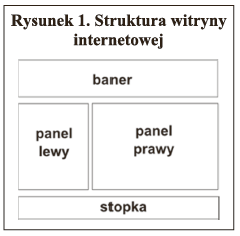 Rysunek 1. Struktura witryny
internetowej
baner
panel
lewy
panel
prawy
stopka